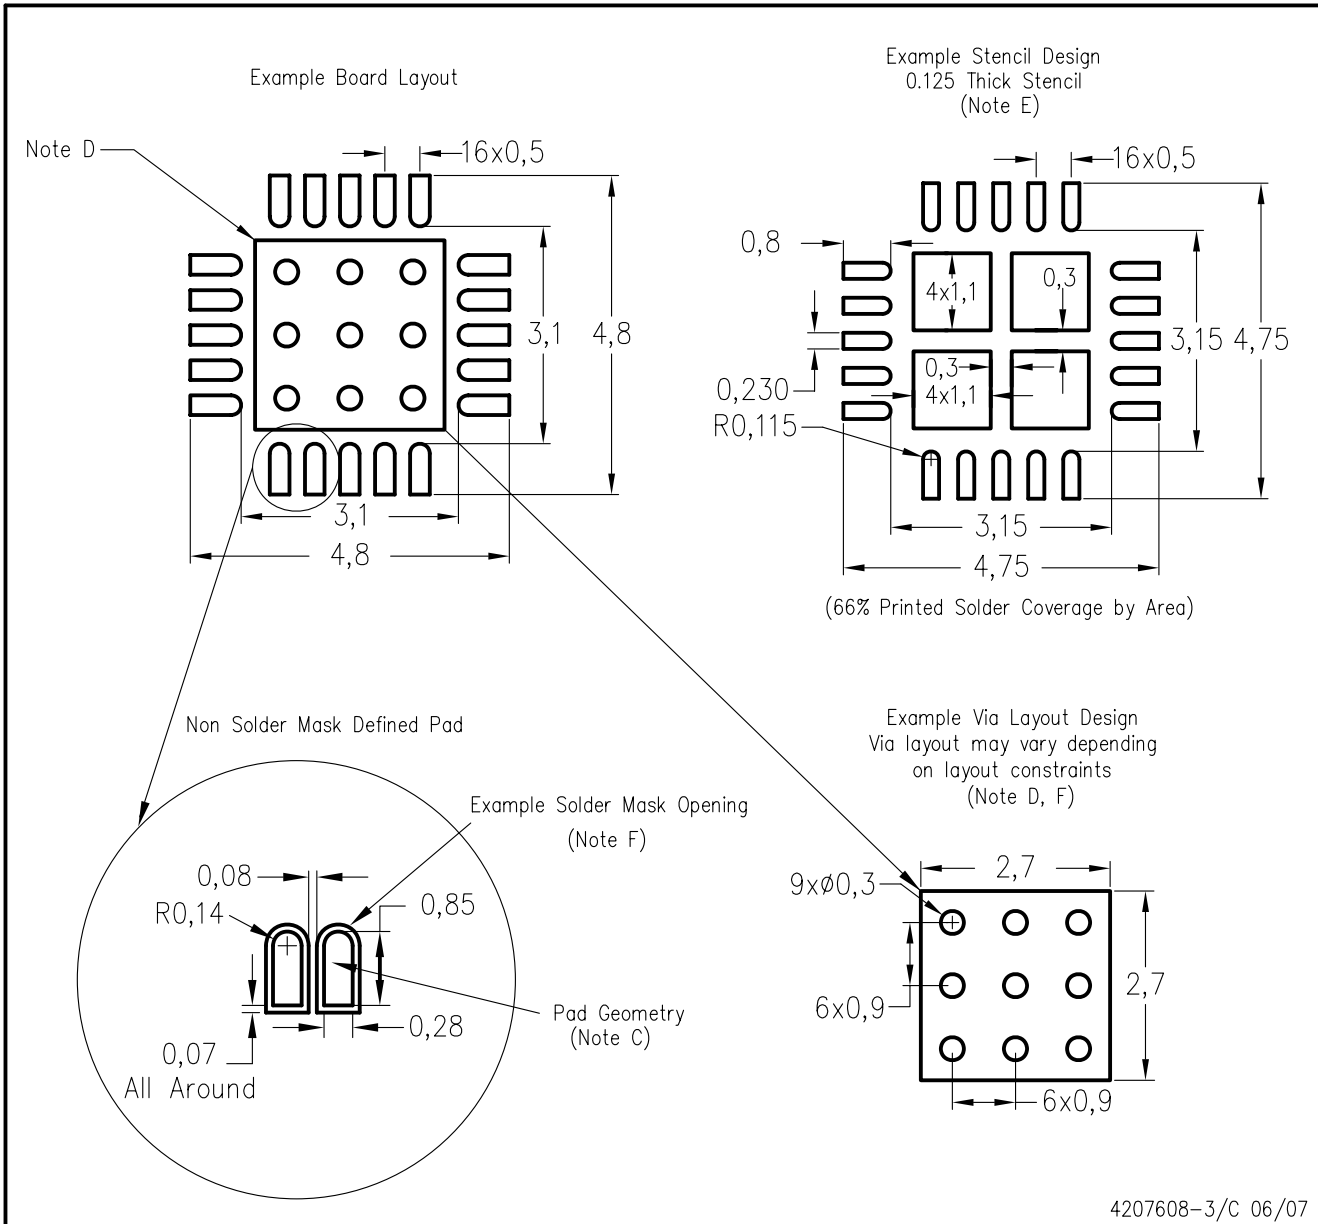 Example Board Layout
Note D
16x0,5
3,1
4,8
3,1
4,8
Example Stencil Design
0.125 Thick Stencil
(Note E)
16x0,5
0,8
4x1,1
0,3
3,15
4,75
0,3
4x1,1
0,230
R0,115
3,15
4,75
(66% Printed Solder Coverage by Area)
Non Solder Mask Defined Pad
Example Solder Mask Opening
(Note F)
0,08
R0,14
0,85
Pad Geometry
(Note C)
0,28
0,07
All Around
Example Via Layout Design
Via layout may vary depending
on layout constraints
(Note D, F)
2,7
9xø0,3
6x0,9
2,7
6x0,9
4207608-3/C 06/07